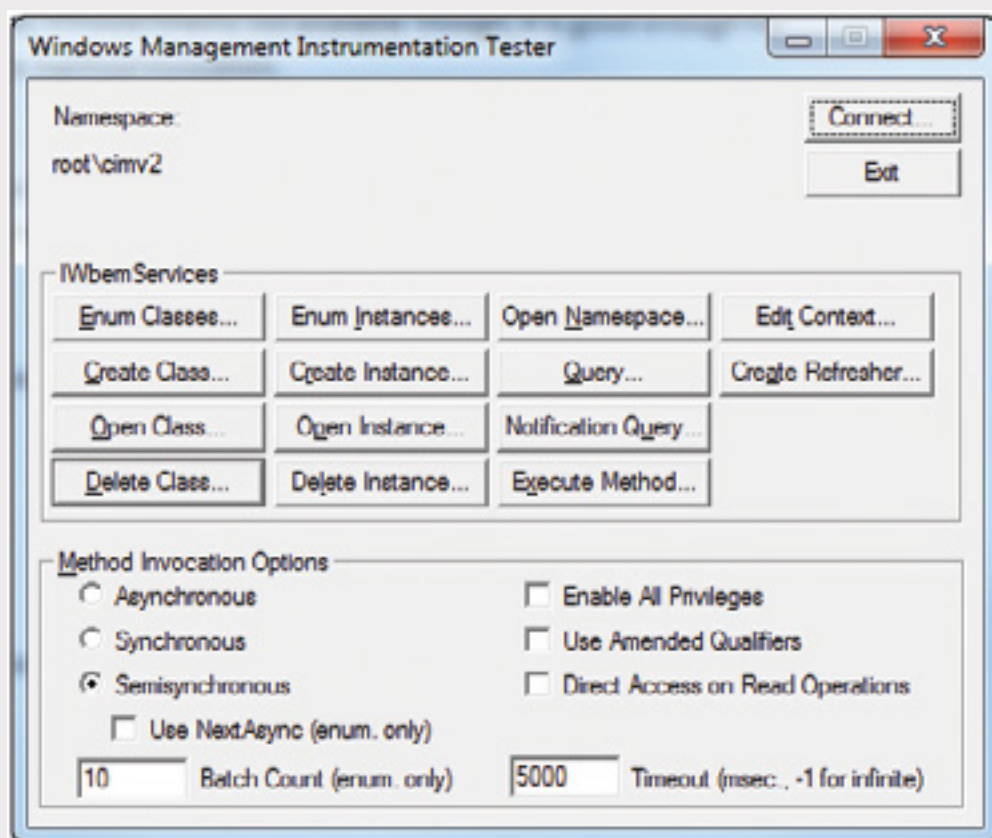 Windows Management Instrumentation Tester
Namespace:
Connect...
root\cimv2
Exit
IWbemServices
Enum Classes...
Enum Instances...
Open Namespace...
Edit Context...
Create Class...
Create Instance...
Query...
Create Refresher...
Open Class...
Open Instance...
Notification Query...
Delete Class...
Delete Instance...
Execute Method...
Method Invocation Options
Asynchronous
Enable All Privileges
Synchronous
Use Amended Qualifiers
Semisynchronous
Direct Access on Read Operations
Use NextAsync (enum. only)
10
Batch Count (enum. only)
5000
Timeout (msec., -1 for infinite)